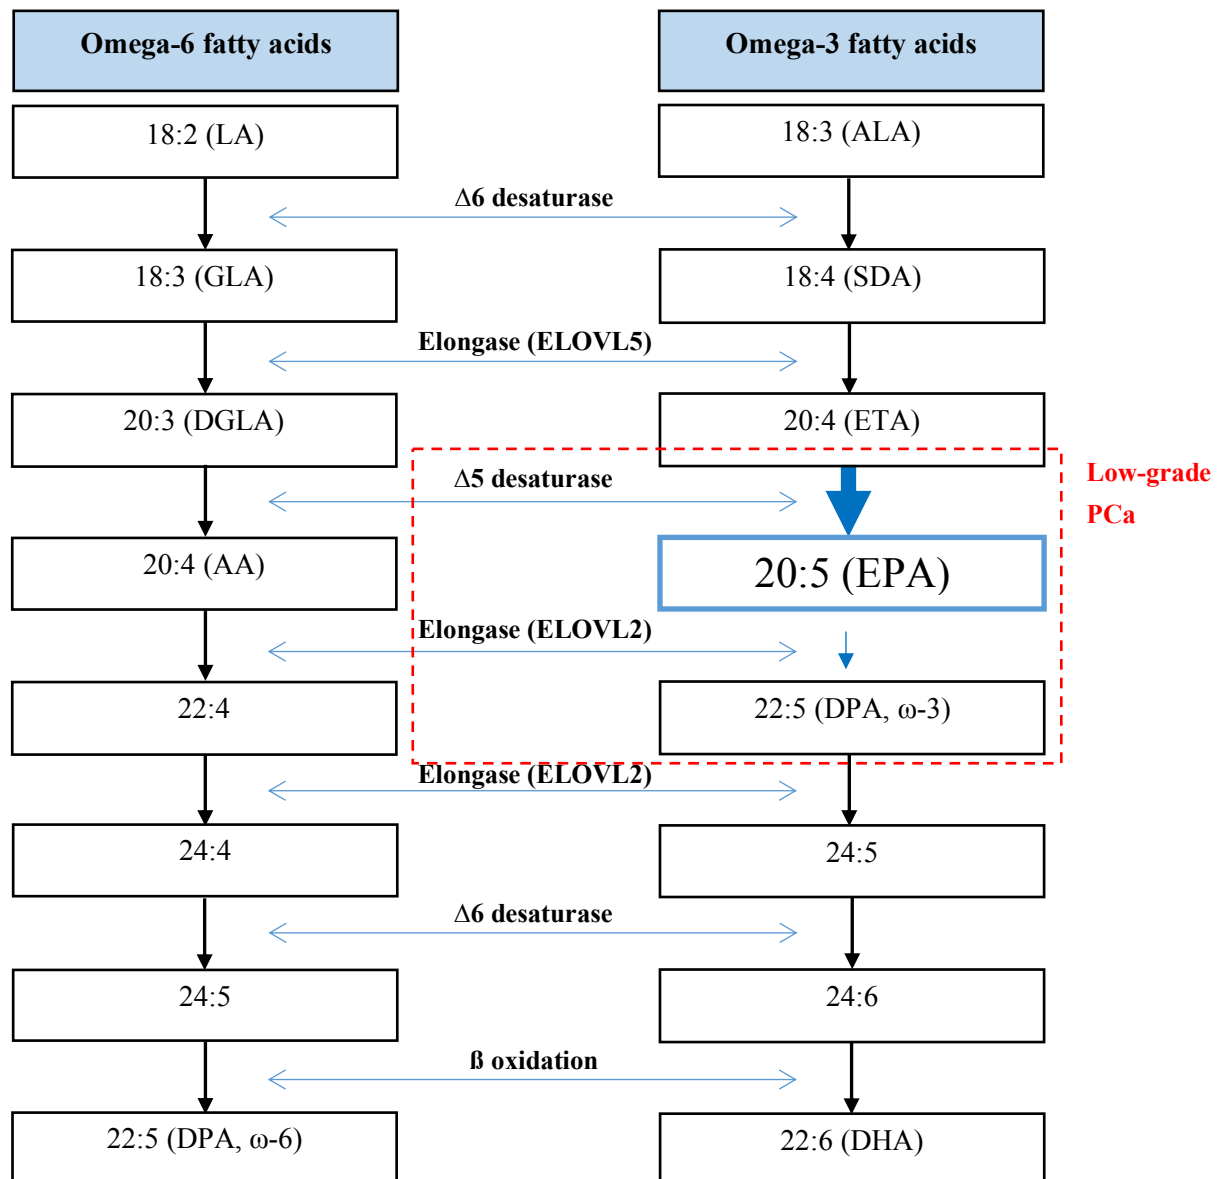 Omega-6 fatty acids
Omega-3 fatty acids
18:2 (LA)
18:3 (ALA)
Δ6 desaturase
18:3 (GLA)
18:4 (SDA)
Elongase (ELOVL5)
20:3 (DGLA)
20:4 (ETA)
Low-grade
PCa
Δ5 desaturase
20:4 (AA)
20:5 (EPA)
Elongase (ELOVL2)
22:4
22:5 (DPA, ω-3)
Elongase (ELOVL2)
24:4
24:5
Δ6 desaturase
24:5
24:6
ß oxidation
22:5 (DPA, ω-6)
22:6 (DHA)